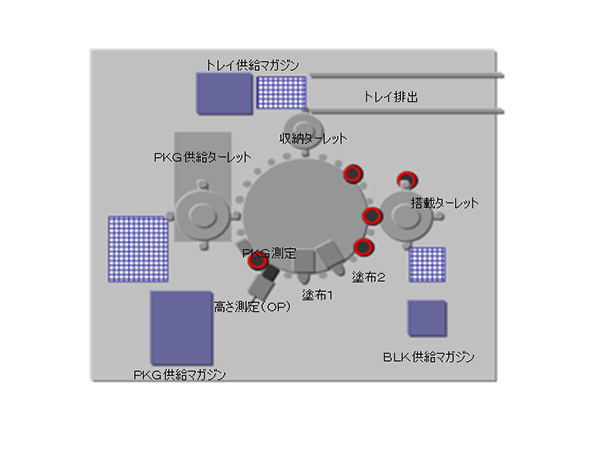 トレイ供給マガジン
トレイ排出
収納ターレット
ＰＫＧ供給ターレット
搭載ターレット
ＰＫＧ測定
塗布２
塗布１
高さ測定（ＯＰ）
ＢＬＫ供給マガジン
ＰＫＧ供給マガジン